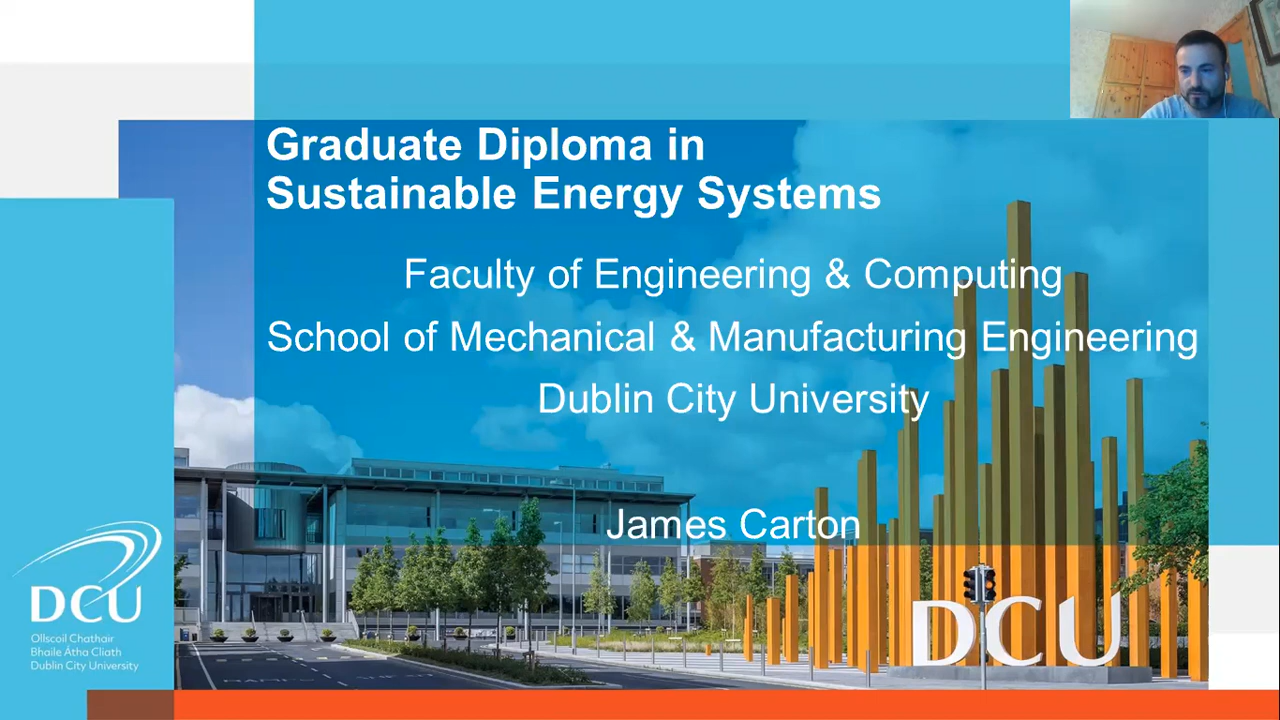 Graduate Diploma in
Sustainable Energy Systems
Faculty of Engineering & Computing
School of Mechanical & Manufacturing Engineering
Dublin City University
James Carton
DCU
Ollscoil Chathair
Bhaile Átha Cliath
Dublin City University
DCU